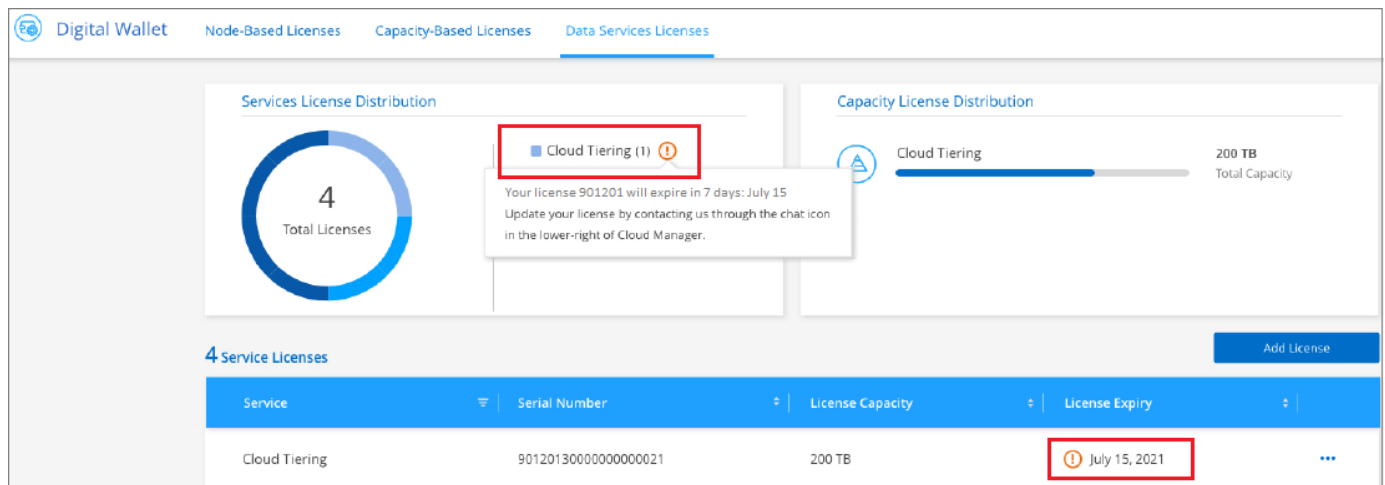 Digital Wallet
Node-Based Licenses
Capacity-Based Licenses
Data Services Licenses
Services License Distribution
4
Total Licenses
Cloud Tiering (1)
Your license 901201 will expire in 7 days: July 15
Update your license by contacting us through the chat icon
in the lower-right of Cloud Manager.
Capacity License Distribution
Cloud Tiering
200 TB
Total Capacity
4 Service Licenses
Add License
Service
Serial Number
License Capacity
License Expiry
Cloud Tiering
90120130000000000021
200 TB
July 15, 2021